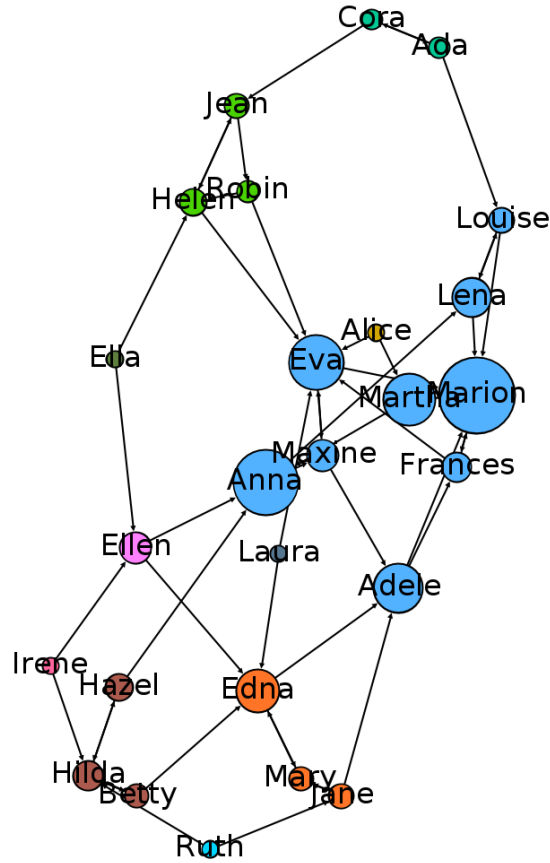 Cora
Ada
Jean
Robin
Helen
Louise
Lena
Alice
Ella
Eva
Martha
Marion
Maxine
Frances
Anna
Ellen
Laura
Adele
Irene
Hazel
Edna
Hilda
Mary
Betty
Jane
Ruth